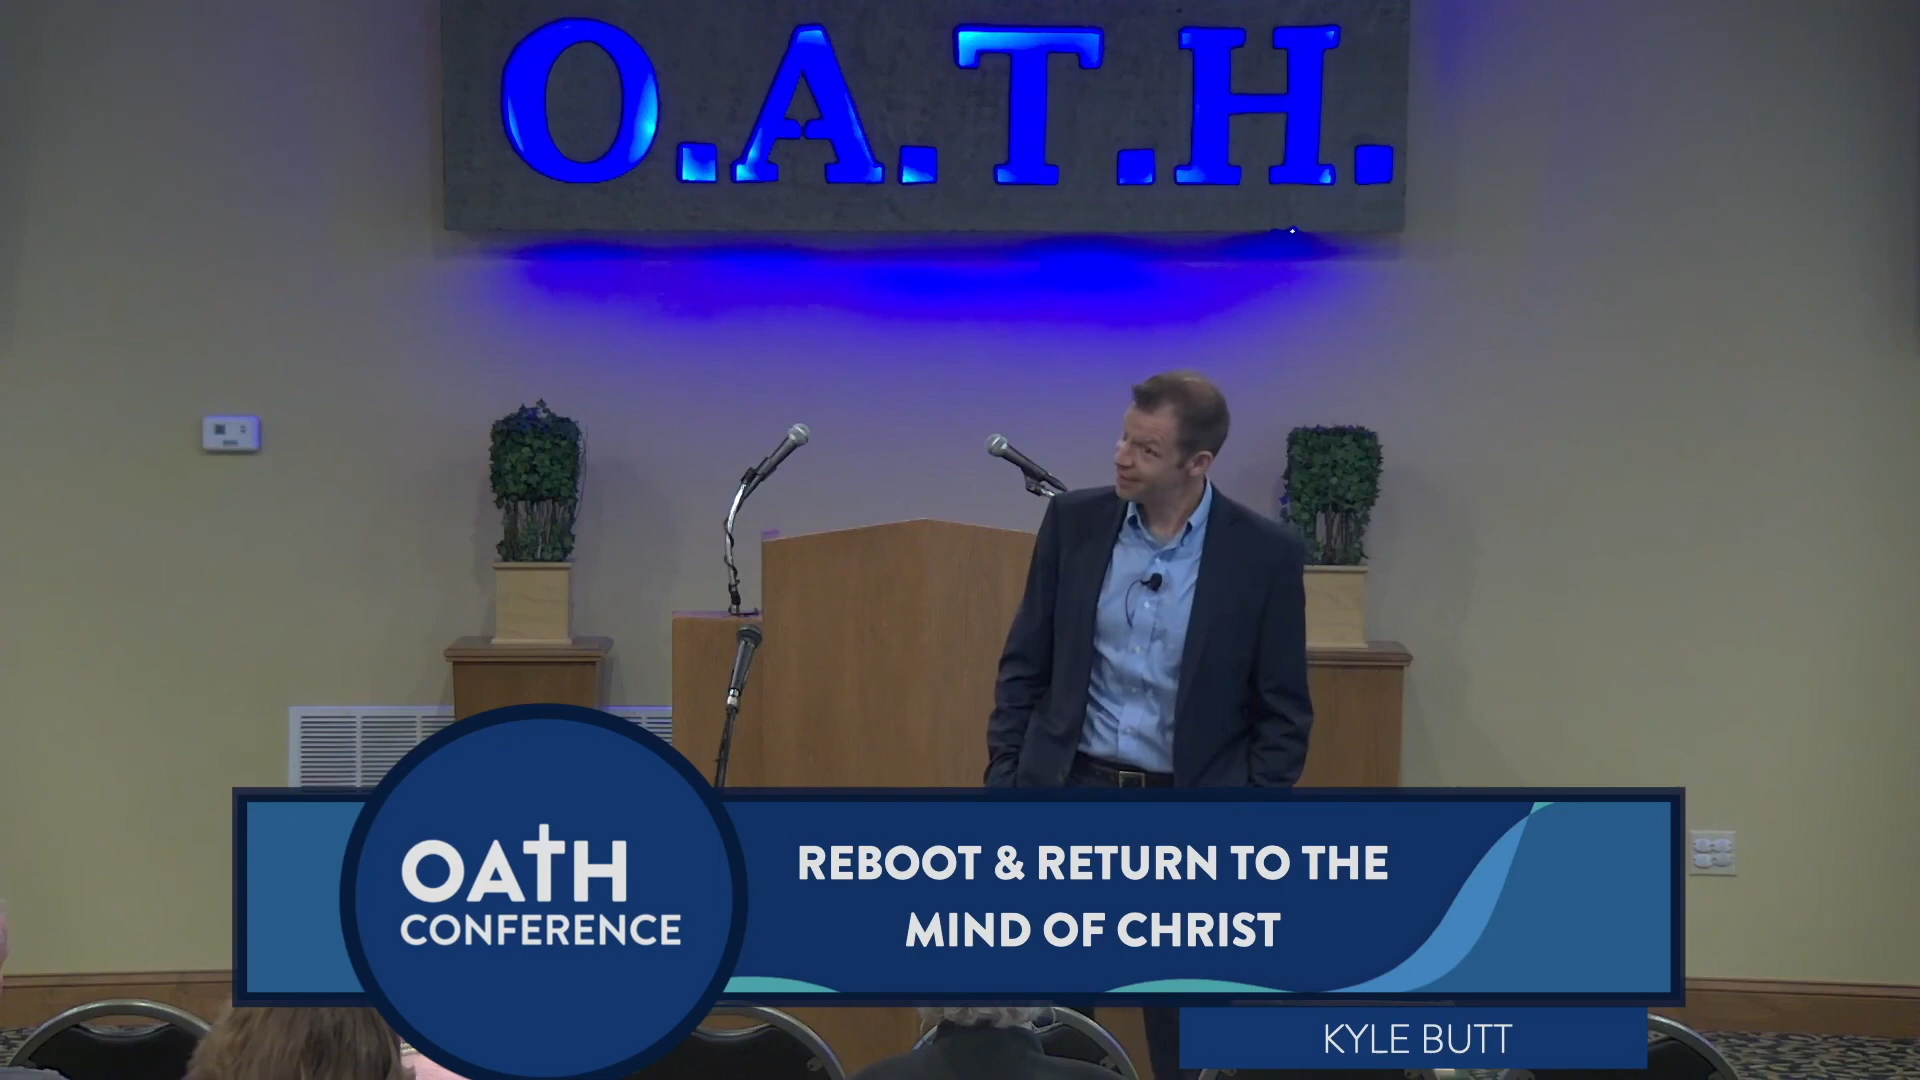 O.A.T.H.
OATH
CONFERENCE
REBOOT & RETURN TO THE
MIND OF CHRIST
KYLE BUTT